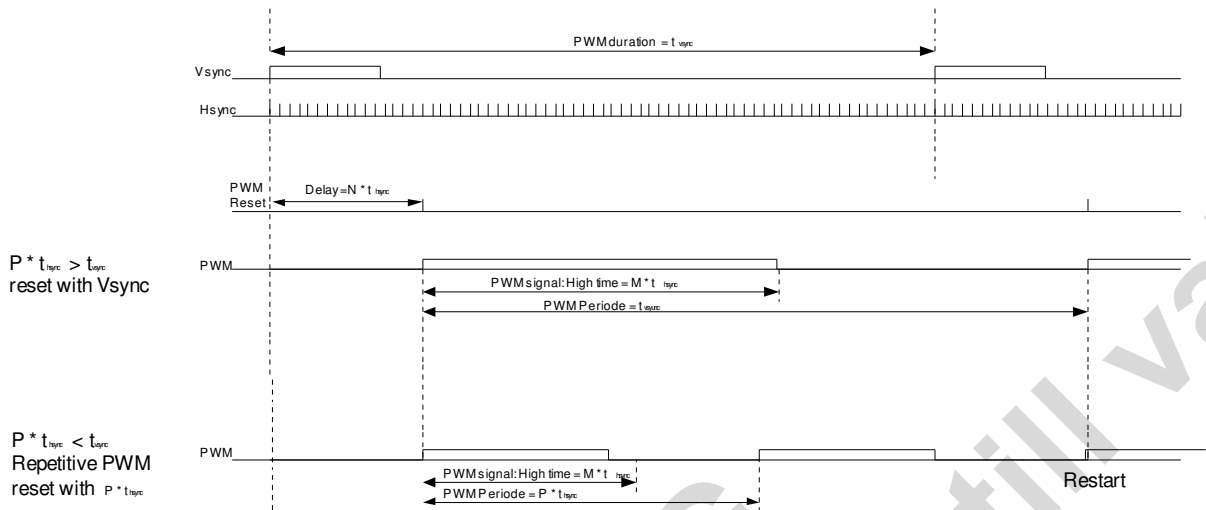 PWM duration = t vsync
Vsync
Hsync
PWM
Reset
Delay=N * t hsync
P * t hsync > t vsync
reset with Vsync
PWM
PWM signal: High time = M * t hsync
PWM Periode = t vsync
P * t hsync < t vsync
Repetitive PWM
reset with P * t hsync
PWM
PWM signal: High time = M * t hsync
PWM Periode = P * t hsync
Restart
till va